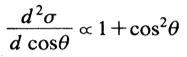 d²σ / d cosθ ∝ 1 + cos²θ